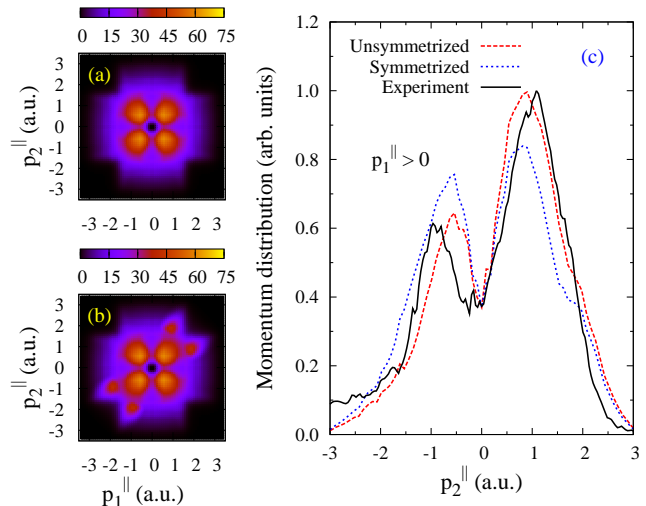 0 15 30 45 60 75
(a)
3
2
1
0
-1
-2
-3
p2|| (a.u.)
-3 -2 -1 0 1 2 3
0 15 30 45 60 75
(b)
3
2
1
0
-1
-2
-3
p2|| (a.u.)
-3 -2 -1 0 1 2 3
p1|| (a.u.)
1.2
1.0
0.8
0.6
0.4
0.2
0.0
Momentum distribution (arb. units)
Unsymmetrized
Symmetrized
Experiment
(c)
p1|| > 0
-3 -2 -1 0 1 2 3
p2|| (a.u.)